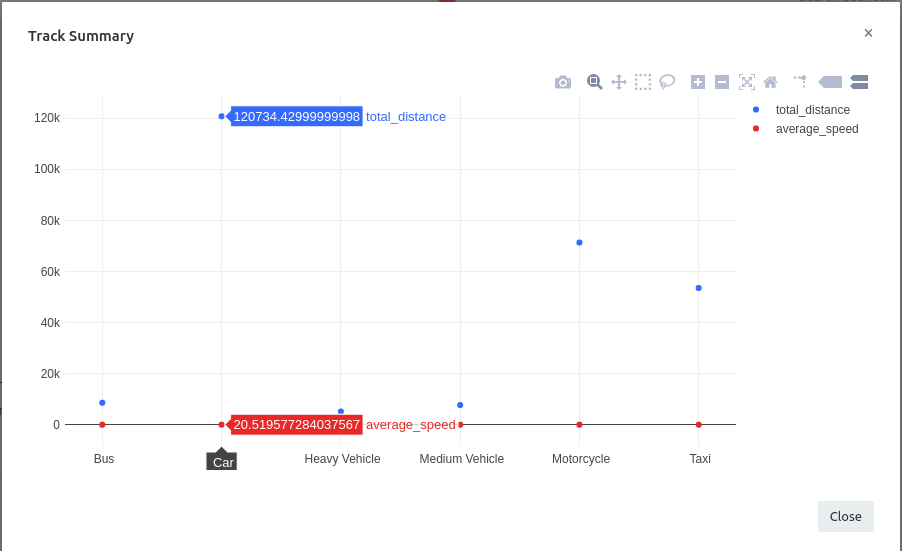 Track Summary
×
120k
100k
80k
60k
40k
20k
0
120734.42999999998 total_distance
20.519577284037567 average_speed
total_distance
average_speed
Bus
Car
Heavy Vehicle
Medium Vehicle
Motorcycle
Taxi
Close